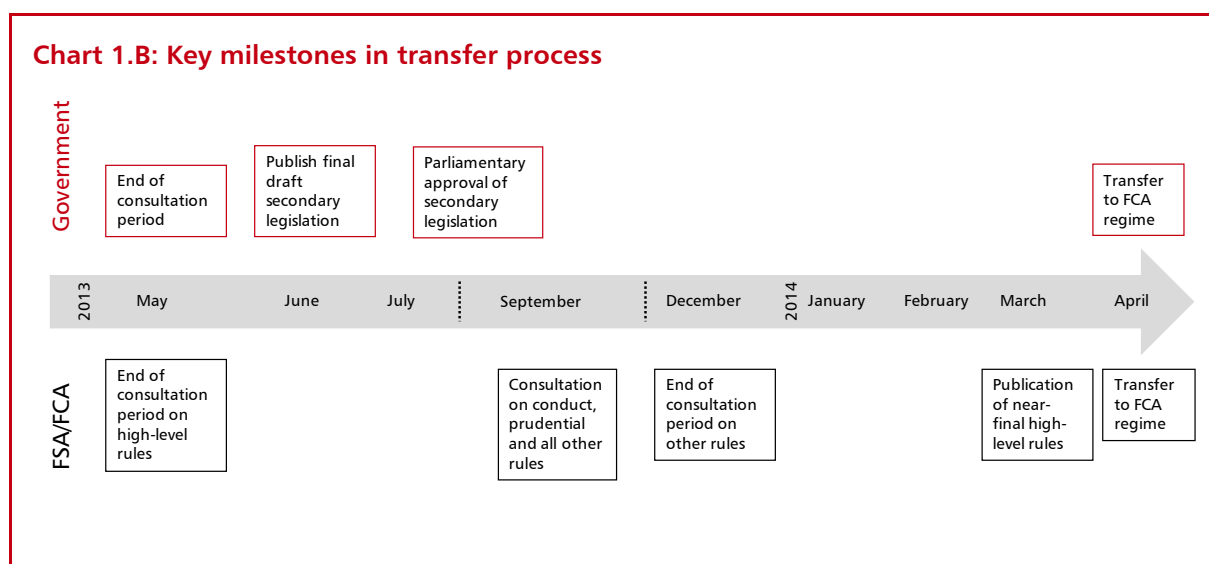 Chart 1.B: Key milestones in transfer process
Government
End of
consultation
period
Publish final
draft
secondary
legislation
Parliamentary
approval of
secondary
legislation
Transfer
to FCA
regime
2013
May
June
July
September
December
2014
January
February
March
April
FSA/FCA
End of
consultation
period on
high-level
rules
Consultation
on conduct,
prudential
and all other
rules
End of
consultation
period on
other rules
Publication
of near-
final high-
level rules
Transfer
to FCA
regime